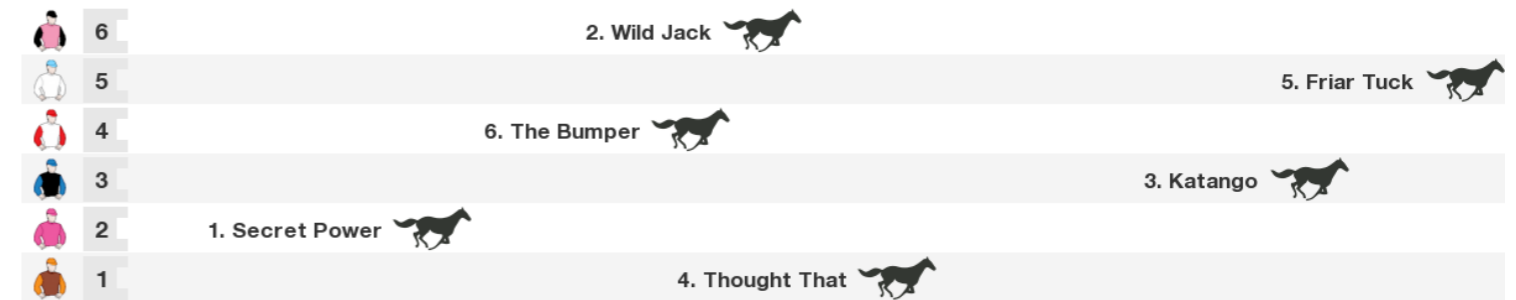 6 2. Wild Jack
5 5. Friar Tuck
4 6. The Bumper
3 3. Katango
2 1. Secret Power
1 4. Thought That